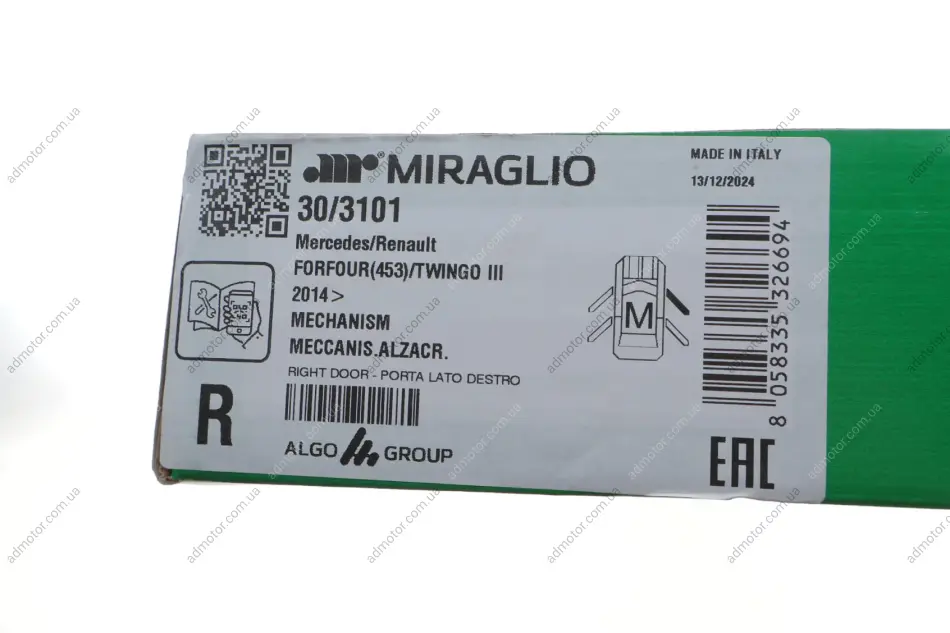 MIRAGLIO
30/3101
Mercedes/Renault
FORFOUR(453)/TWINGO III
2014>
MECHANISM
MECCANIS.ALZACR.
RIGHT DOOR - PORTA LATO DESTRO
R
ALGO GROUP
MADE IN ITALY
13/12/2024
M
8 058335 326694
EAC
admotor.com.ua